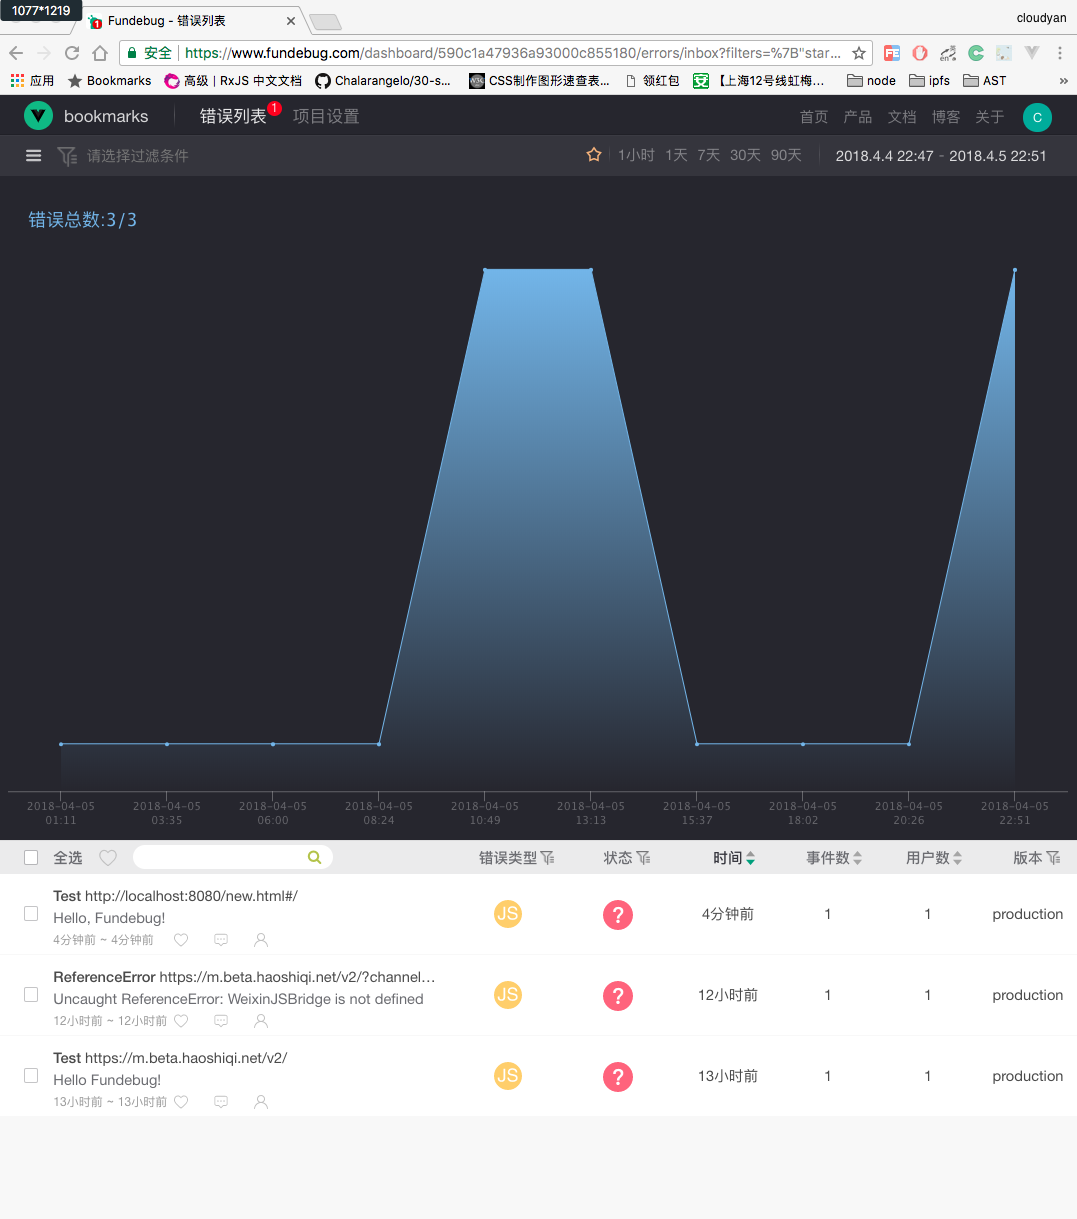 1077*1219
Fundebug - 错误列表
cloudyan
安全 https://www.fundebug.com/dashboard/590c1a47936a93000c855180/errors/inbox?filters=%7B"star...
应用 Bookmarks 高级 | RxJS 中文文档 Chalarangelo/30-s... CSS制作图形速查表... 领红包 【上海12号线虹梅... node ipfs AST »
bookmarks 错误列表 1 项目设置 首页 产品 文档 博客 关于 C
请选择过滤条件 1小时 1天 7天 30天 90天 2018.4.4 22:47 - 2018.4.5 22:51
错误总数:3/3
2018-04-05 2018-04-05 2018-04-05 2018-04-05 2018-04-05 2018-04-05 2018-04-05 2018-04-05 2018-04-05 2018-04-05
01:11 03:35 06:00 08:24 10:49 13:13 15:37 18:02 20:26 22:51
全选 错误类型 状态 时间 事件数 用户数 版本
Test http://localhost:8080/new.html#/
Hello, Fundebug!
4分钟前 ~ 4分钟前
JS ? 4分钟前 1 1 production
ReferenceError https://m.beta.haoshiqi.net/v2/?channel...
Uncaught ReferenceError: WeixinJSBridge is not defined
12小时前 ~ 12小时前
JS ? 12小时前 1 1 production
Test https://m.beta.haoshiqi.net/v2/
Hello Fundebug!
13小时前 ~ 13小时前
JS ? 13小时前 1 1 production